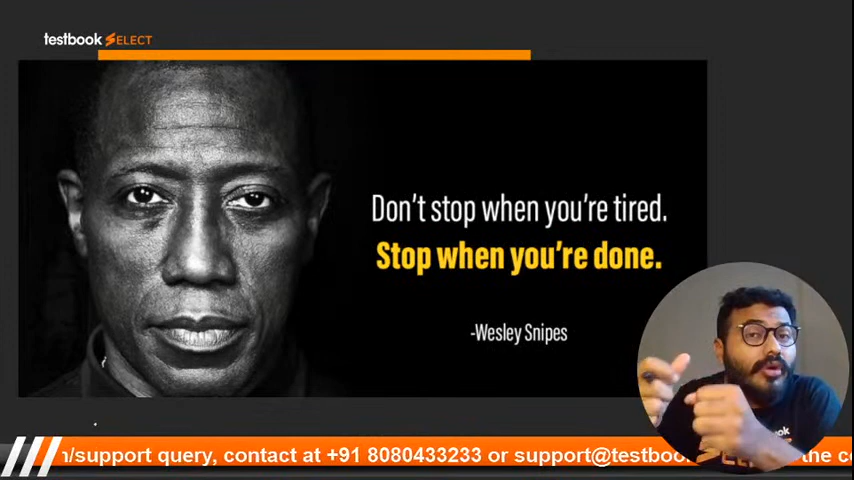 testbook SELECT
Don't stop when you're tired.
Stop when you're done.
-Wesley Snipes
/support query, contact at +91 8080433233 or support@testboo the